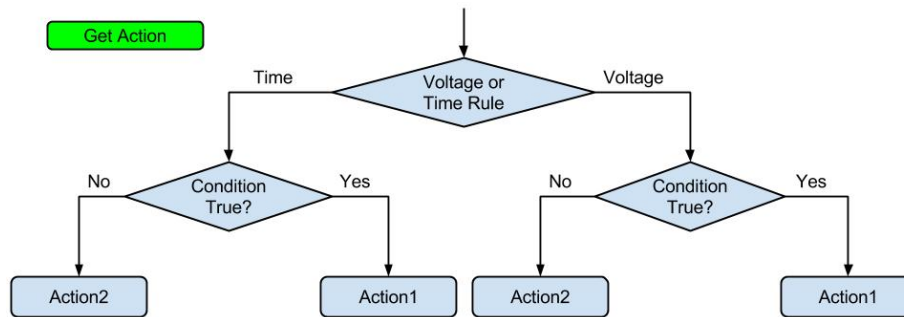 Get Action
Time
Voltage or
Time Rule
Voltage
No
Condition
True?
Yes
No
Condition
True?
Yes
Action2
Action1
Action2
Action1